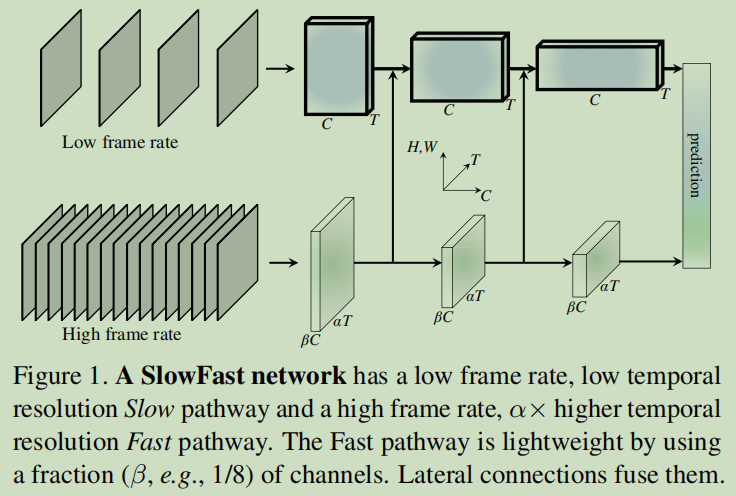 Low frame rate
C
T
C
T
C
T
H,W
T
C
prediction
High frame rate
βC
αT
βC
αT
βC
αT
Figure 1. A SlowFast network has a low frame rate, low temporal
resolution Slow pathway and a high frame rate, α× higher temporal
resolution Fast pathway. The Fast pathway is lightweight by using
a fraction (β, e.g., 1/8) of channels. Lateral connections fuse them.